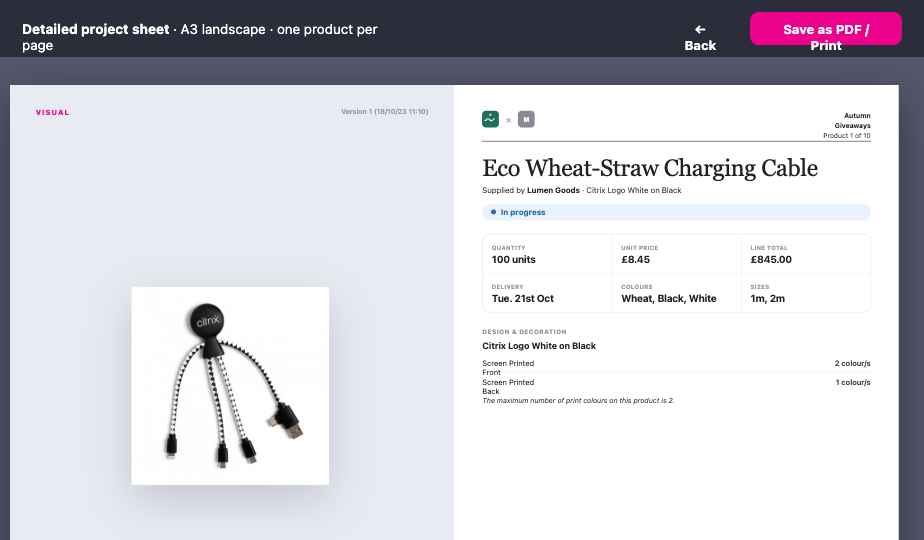 Detailed project sheet · A3 landscape · one product per
page
← 
Back
Save as PDF /
Print
VISUAL
Version 1 (18/10/23 11:10)
citrix
× M
Autumn
Giveaways
Product 1 of 10
Eco Wheat-Straw Charging Cable
Supplied by Lumen Goods · Citrix Logo White on Black
In progress
QUANTITY UNIT PRICE LINE TOTAL
100 units £8.45 £845.00
DELIVERY COLOURS SIZES
Tue. 21st Oct Wheat, Black, White 1m, 2m
DESIGN & DECORATION
Citrix Logo White on Black
Screen Printed 2 colour/s
Front
Screen Printed 1 colour/s
Back
The maximum number of print colours on this product is 2.